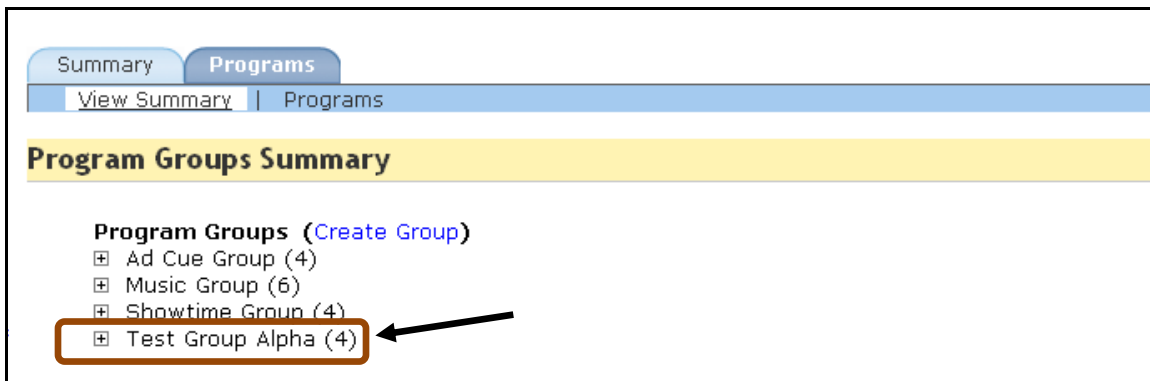 Summary Programs
View Summary | Programs
Program Groups Summary
Program Groups (Create Group)
Ad Cue Group (4)
Music Group (6)
Showtime Group (4)
Test Group Alpha (4)